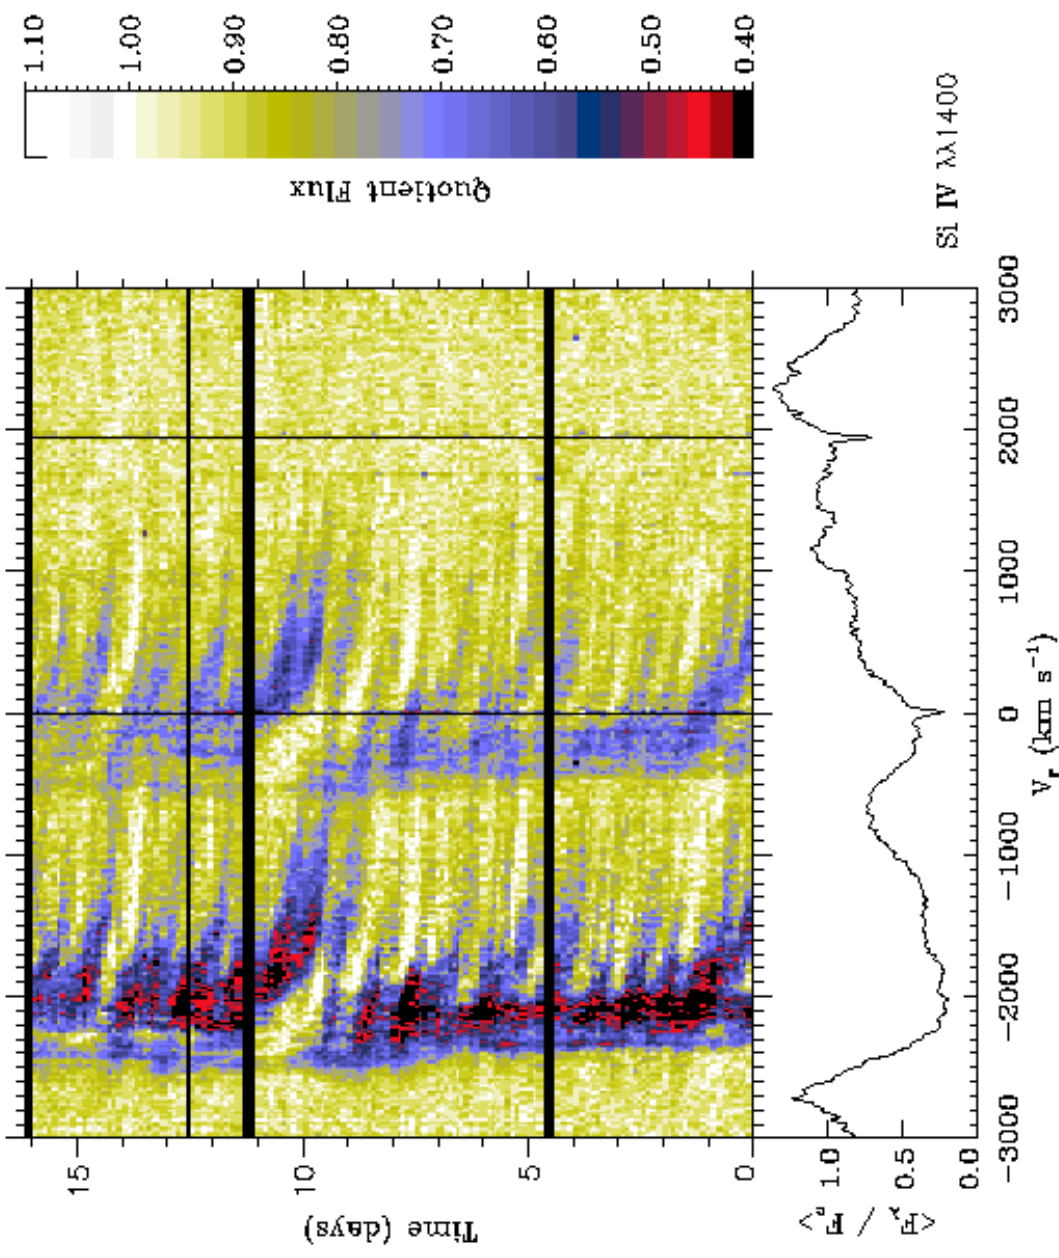 1.10 1.00 0.90 0.80 0.70 0.60 0.50 0.40
Quotient Flux
Si IV λλ1400
15 10 5 0
Time (days)
3000
2000
1000
0
−1000
−2000
−3000
V_r (km s⁻¹)
1.0 0.5 0.0
<F_λ / F_c>